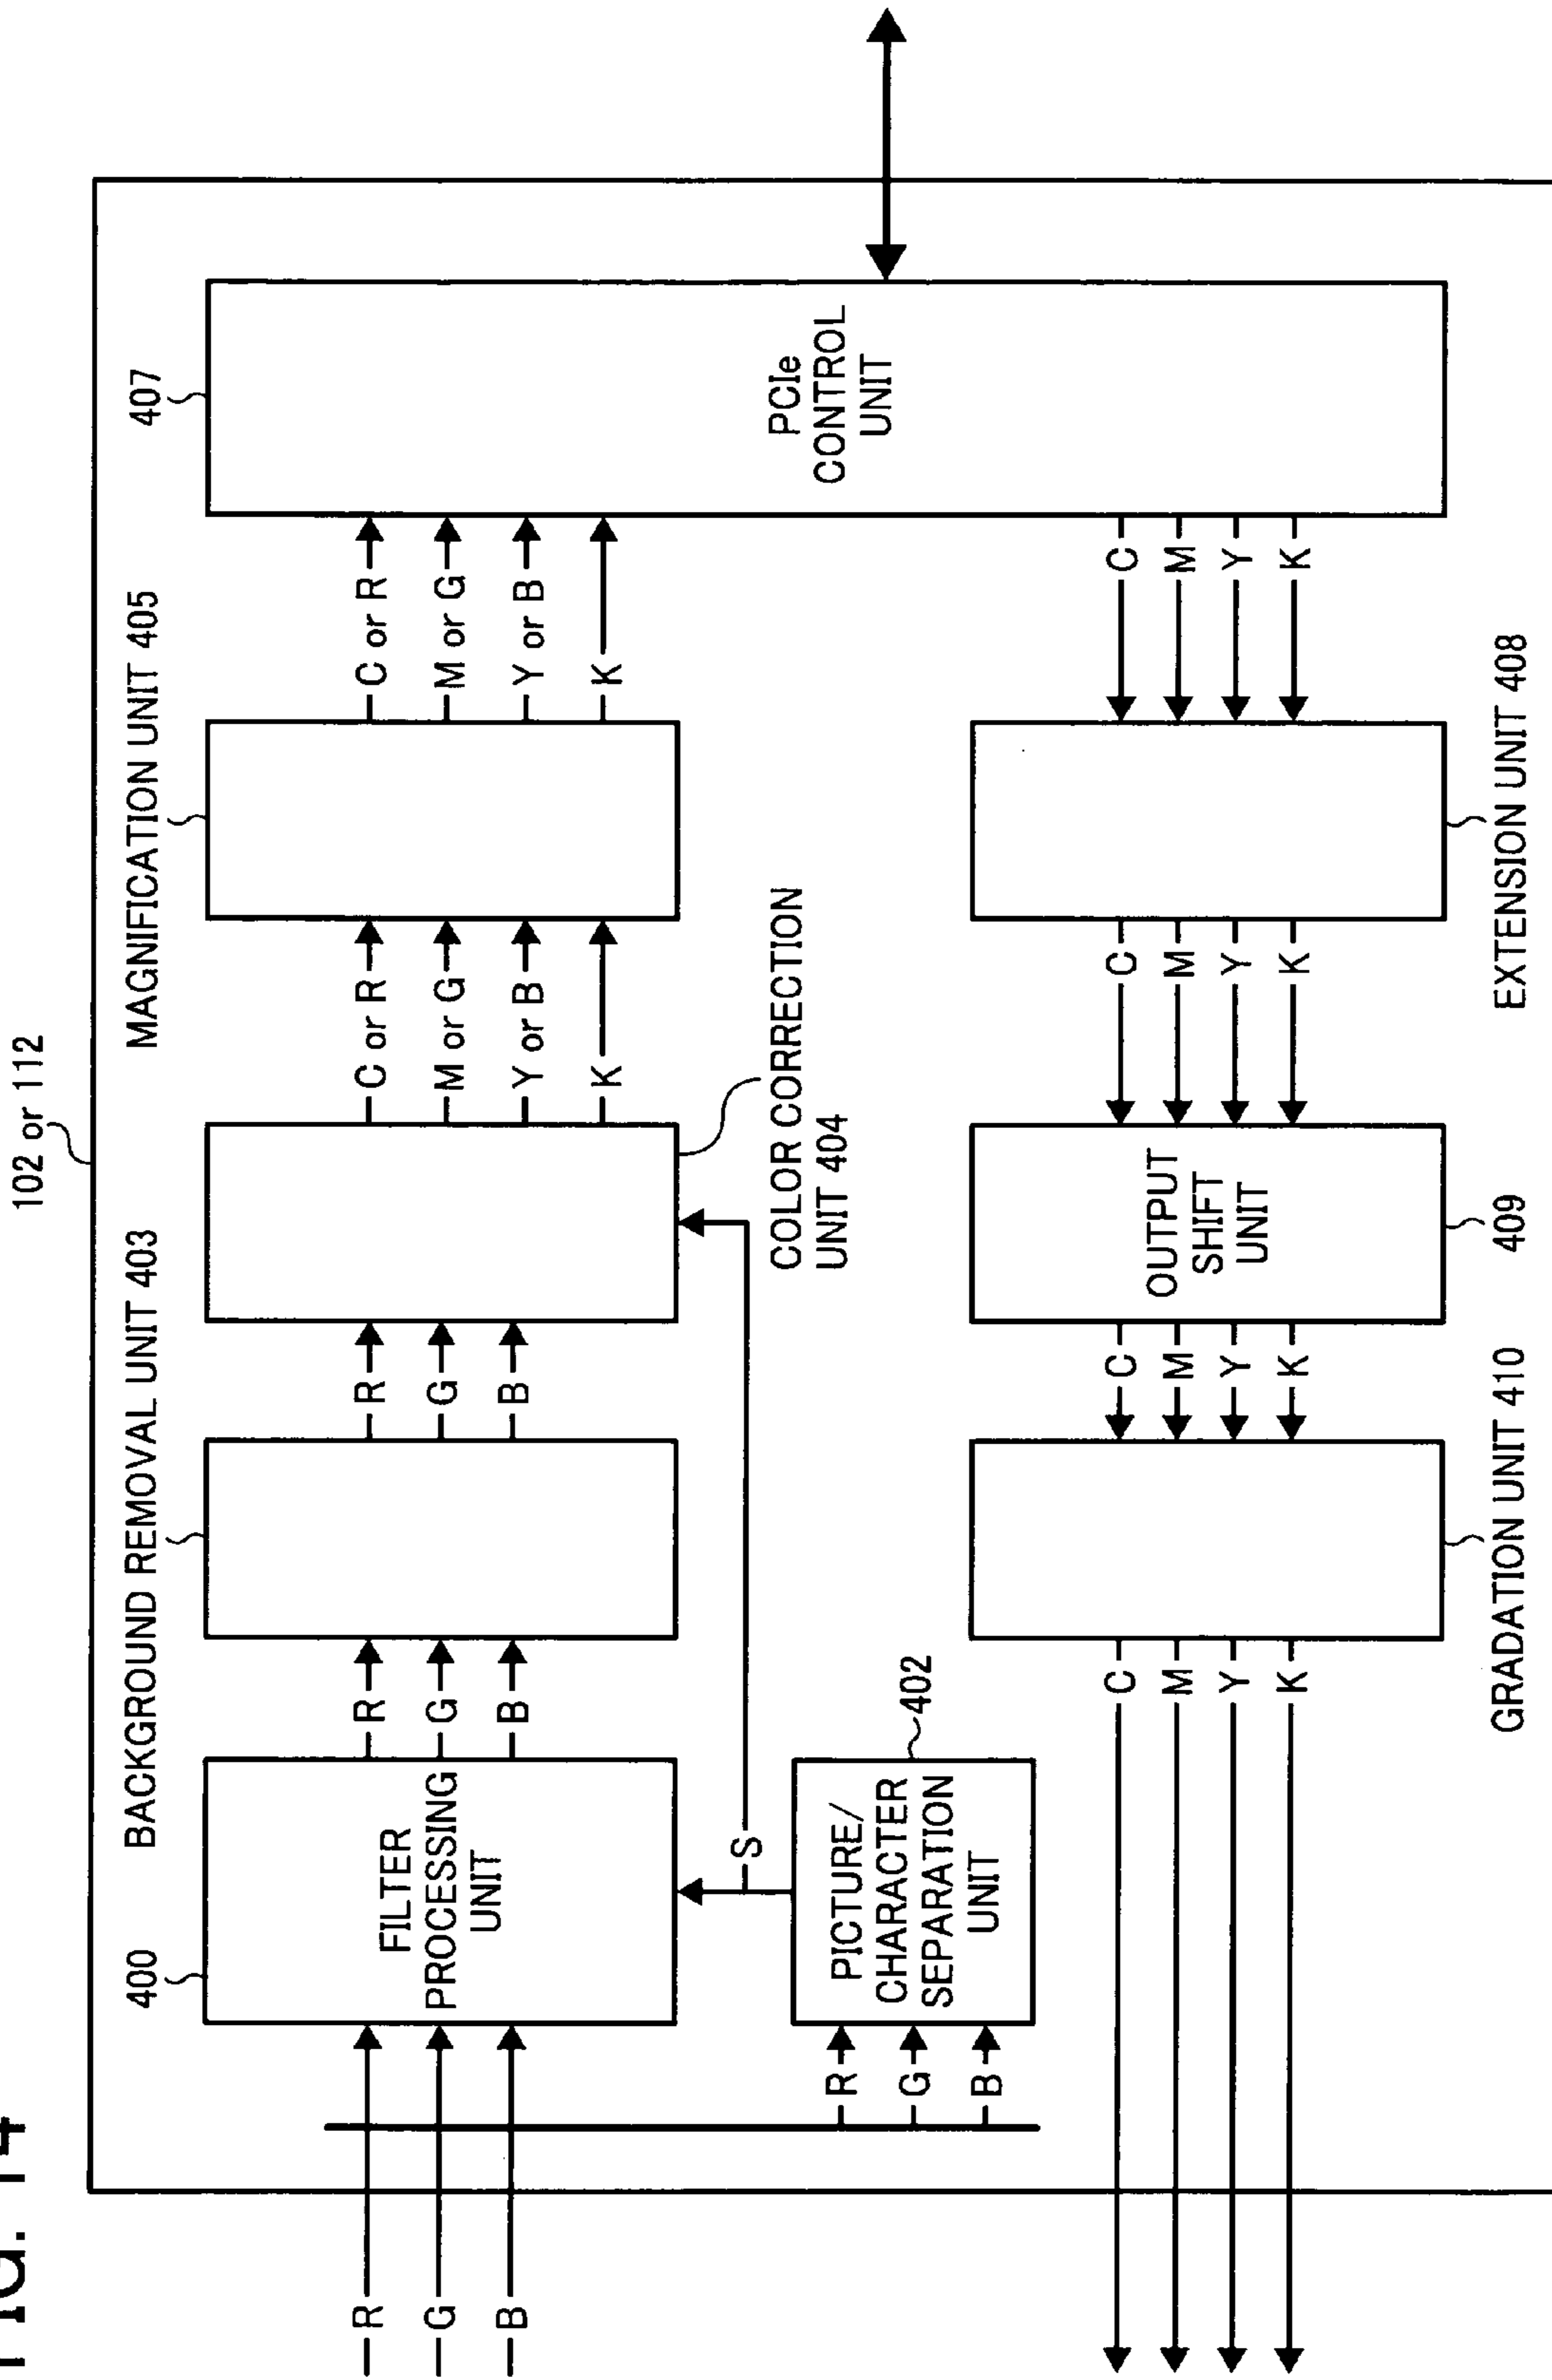 FIG. 14
102 or 112
400
BACKGROUND REMOVAL UNIT 403
MAGNIFICATION UNIT 405
407
R
G
B
FILTER
PROCESSING
UNIT
R
G
B
R
G
B
C or R
M or G
Y or B
K
C or R
M or G
Y or B
K
PCIe
CONTROL
UNIT
S
COLOR CORRECTION
UNIT 404
R
G
B
PICTURE/
CHARACTER
SEPARATION
UNIT
402
C
M
Y
K
C
M
Y
K
OUTPUT
SHIFT
UNIT
C
M
Y
K
C
M
Y
K
GRADATION UNIT 410
409
EXTENSION UNIT 408